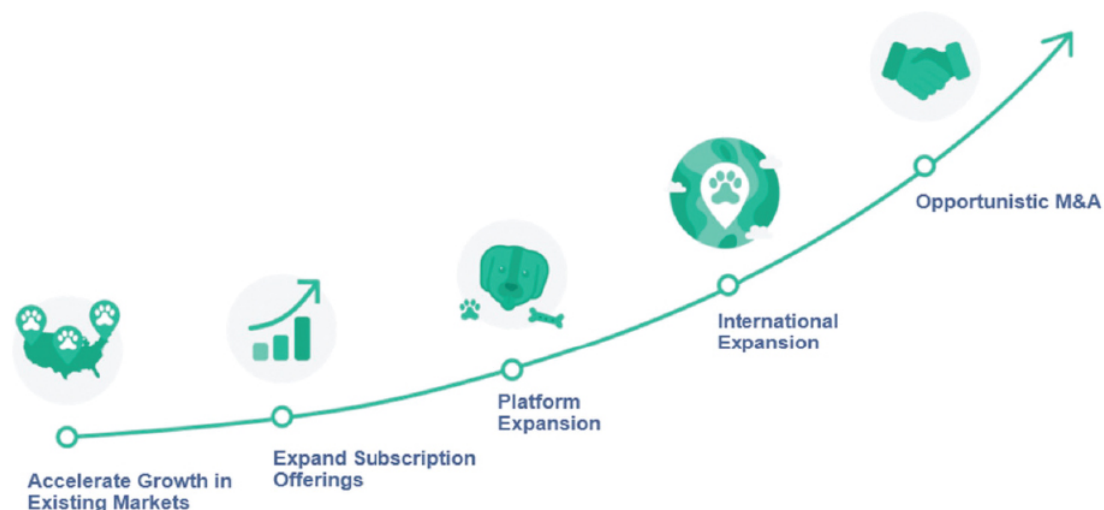 Accelerate Growth in
Existing Markets
Expand Subscription
Offerings
Platform
Expansion
International
Expansion
Opportunistic M&A